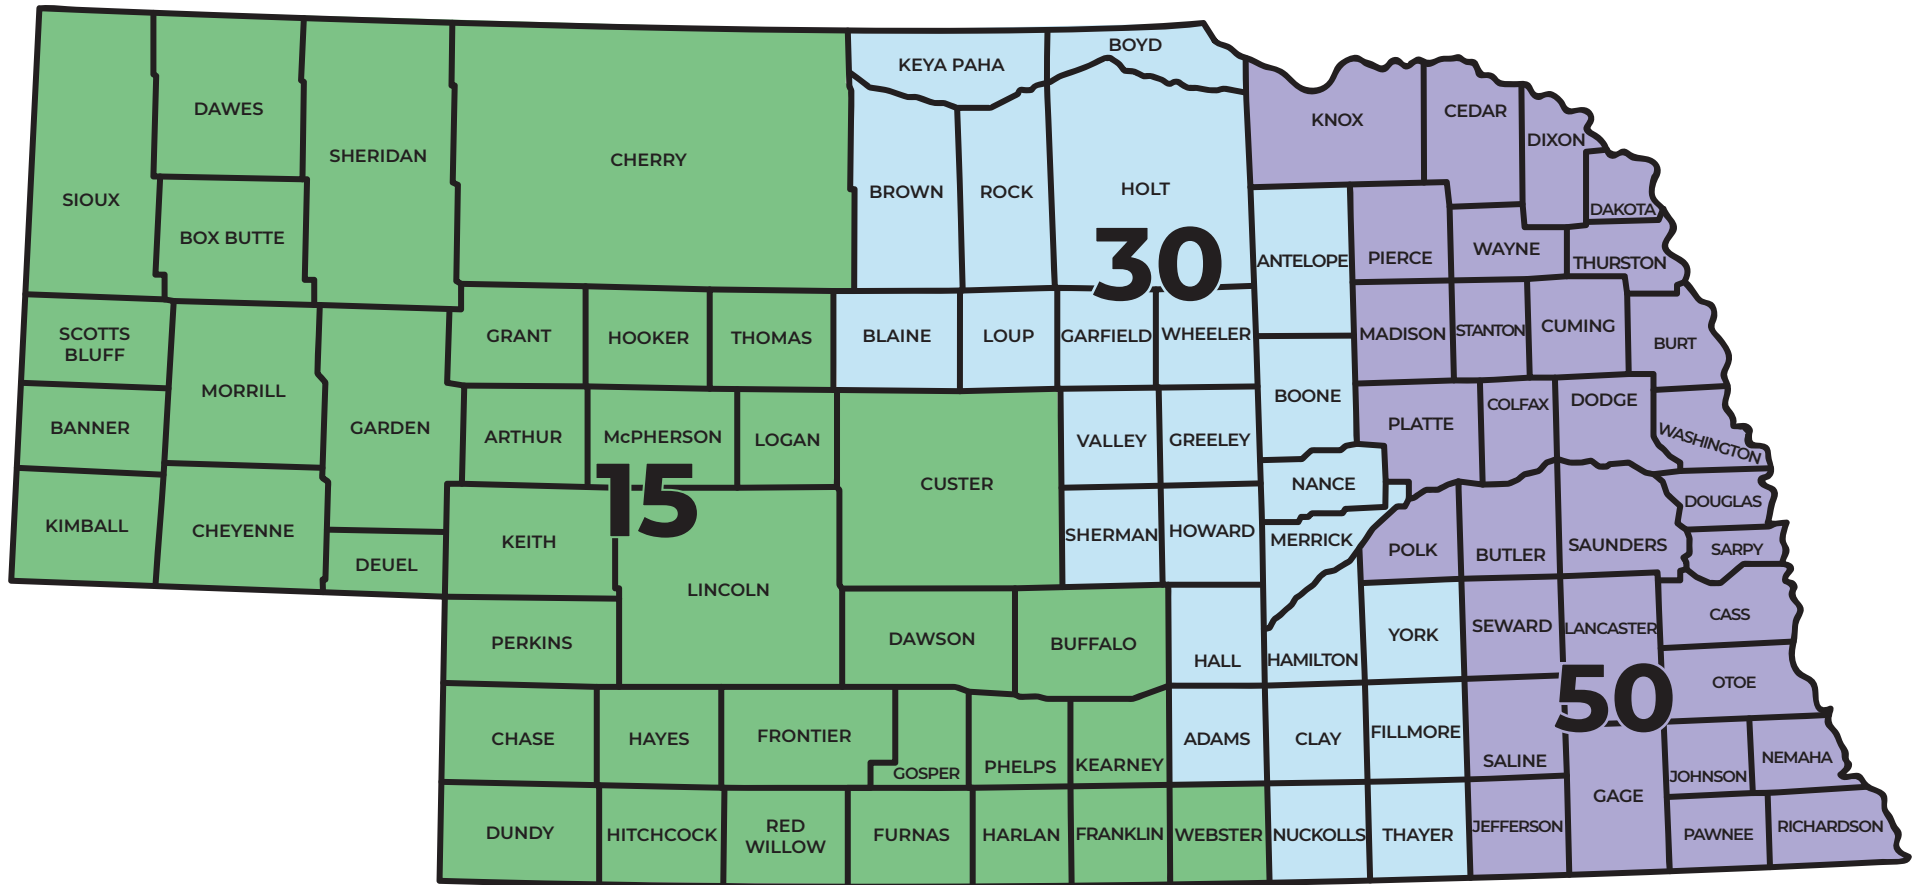 BOYD
KEYA PAHA
DAWES
KNOX
CEDAR
DIXON
SHERIDAN
CHERRY
SIOUX
BROWN
ROCK
HOLT
DAKOTA
BOX BUTTE
30
ANTELOPE
PIERCE
WAYNE
THURSTON
SCOTTS
BLUFF
GRANT
HOOKER
THOMAS
BLAINE
LOUP
GARFIELD
WHEELER
MADISON
STANTON
CUMING
BURT
MORRILL
BOONE
DODGE
COLFAX
BANNER
GARDEN
ARTHUR
McPHERSON
LOGAN
VALLEY
GREELEY
PLATTE
WASHINGTON
CUSTER
NANCE
15
DOUGLAS
KIMBALL
CHEYENNE
KEITH
SHERMAN
HOWARD
MERRICK
POLK
BUTLER
SAUNDERS
SARPY
DEUEL
LINCOLN
CASS
PERKINS
DAWSON
BUFFALO
HALL
HAMILTON
YORK
SEWARD
LANCASTER
50
OTOE
CHASE
HAYES
FRONTIER
GOSPER
PHELPS
KEARNEY
ADAMS
CLAY
FILLMORE
SALINE
GAGE
JOHNSON
NEMAHA
DUNDY
HITCHCOCK
RED
WILLOW
FURNAS
HARLAN
FRANKLIN
WEBSTER
NUCKOLLS
THAYER
JEFFERSON
PAWNEE
RICHARDSON